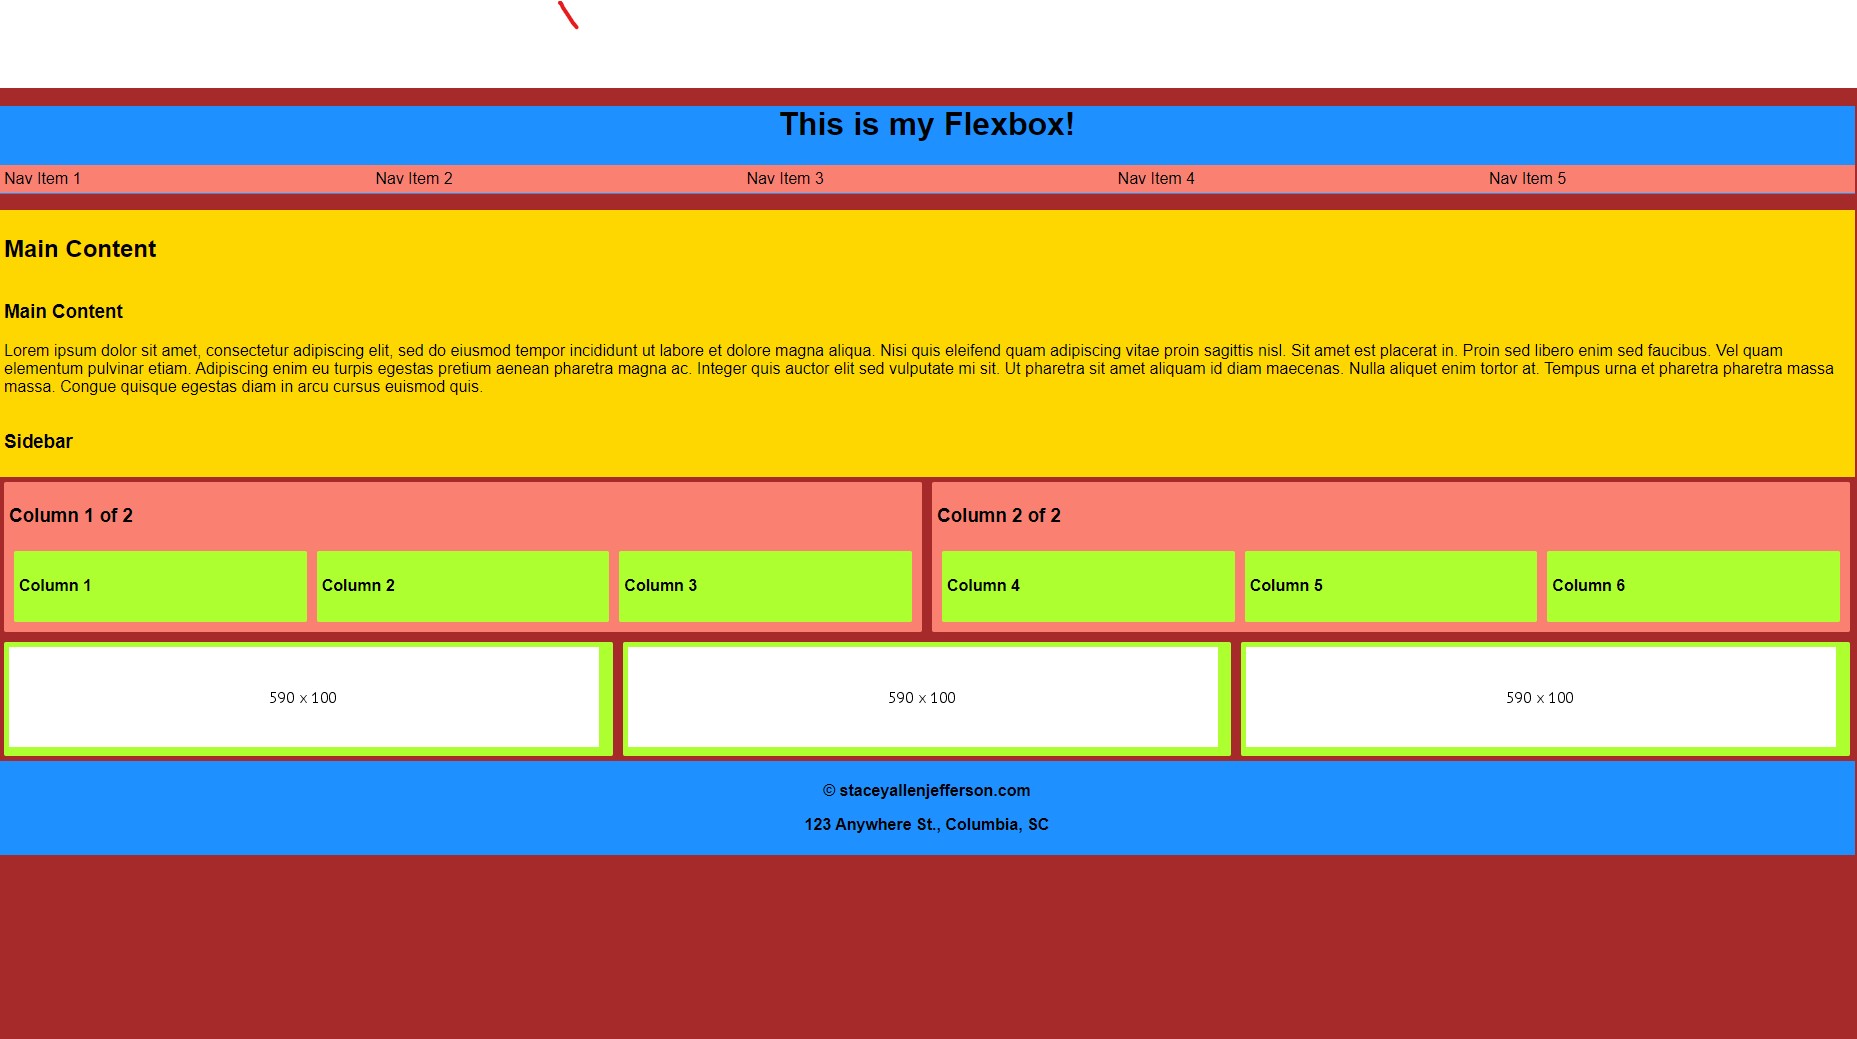 This is my Flexbox!
Nav Item 1 Nav Item 2 Nav Item 3 Nav Item 4 Nav Item 5
Main Content
Main Content
Lorem ipsum dolor sit amet, consectetur adipiscing elit, sed do eiusmod tempor incididunt ut labore et dolore magna aliqua. Nisi quis eleifend quam adipiscing vitae proin sagittis nisl. Sit amet est placerat in. Proin sed libero enim sed faucibus. Vel quam
elementum pulvinar etiam. Adipiscing enim eu turpis egestas pretium aenean pharetra magna ac. Integer quis auctor elit sed vulputate mi sit. Ut pharetra sit amet aliquam id diam maecenas. Nulla aliquet enim tortor at. Tempus urna et pharetra pharetra massa
massa. Congue quisque egestas diam in arcu cursus euismod quis.
Sidebar
Column 1 of 2
Column 1 Column 2 Column 3
Column 2 of 2
Column 4 Column 5 Column 6
590 x 100 590 x 100 590 x 100
© staceyallenjefferson.com
123 Anywhere St., Columbia, SC